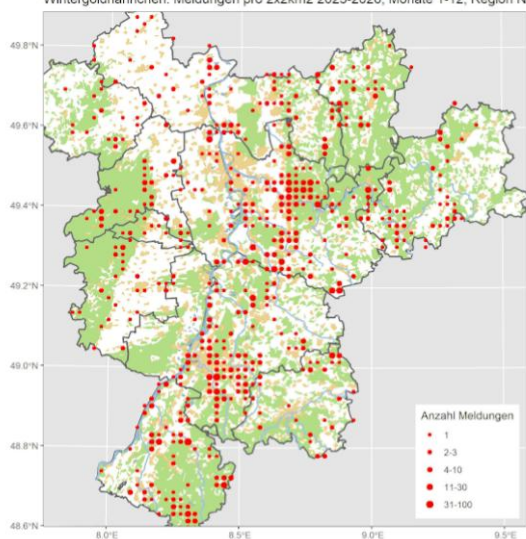 Wintergoldhähnchen: Meldungen pro 2x2km2 2025-2026, Monate 1-12, Region N
49.8°N
49.6°N
49.4°N
49.2°N
49.0°N
48.8°N
48.6°N
8.0°E
8.5°E
9.0°E
9.5°E
Anzahl Meldungen
1
2-3
4-10
11-30
31-100